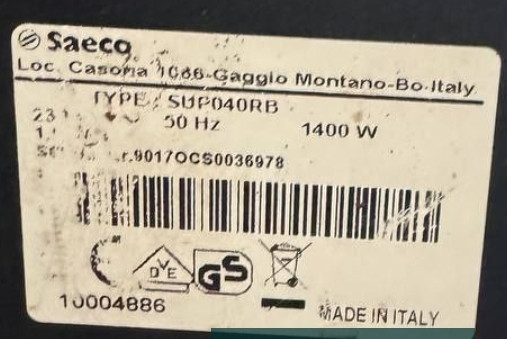 Saeco
Loc. Casona 1066-Gaggio Montano-Bo-Italy
TYPE SUP040RB
50 Hz 1400 W
9017OCS0036978
DVE GS
10004886
MADE IN ITALY